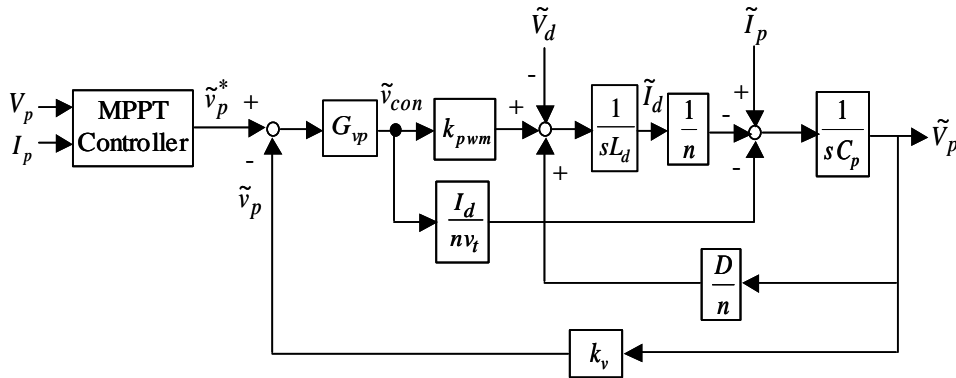 Ṽ_d
Ĩ_p
V_p
I_p
MPPT
Controller
ṽ_p^*
+
-
G_vp
ṽ_con
k_pwm
+
-
+
1
sL_d
Ĩ_d
1
n
-
+
-
1
sC_p
Ṽ_p
ṽ_p
I_d
nv_t
D
n
k_v